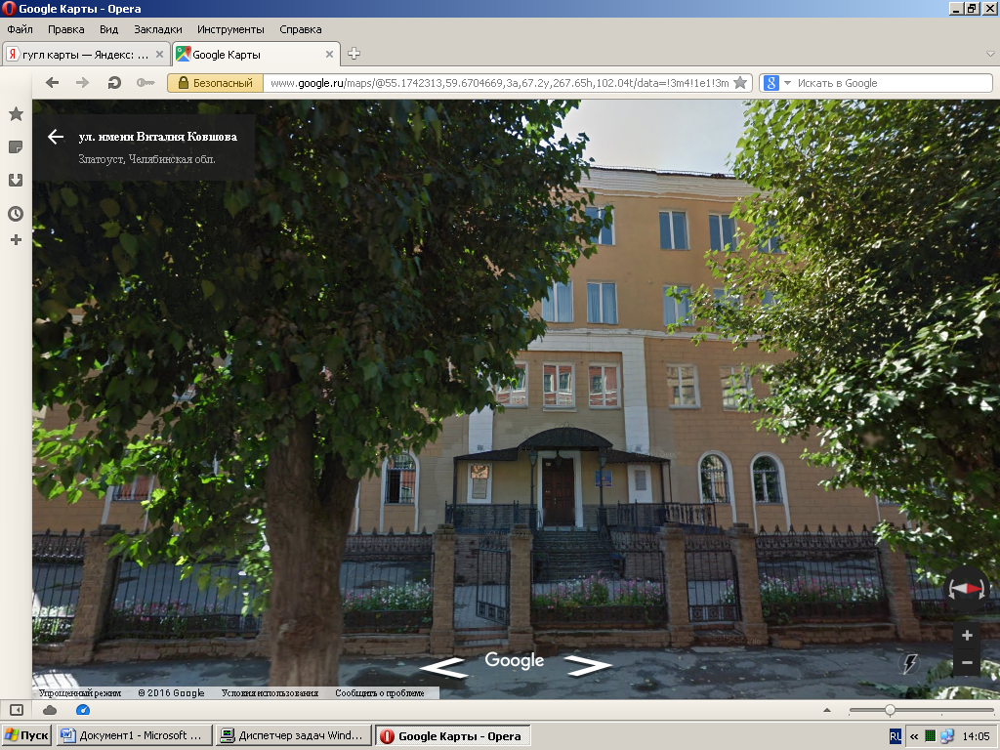 Google Карты - Opera
Файл Правка Вид Закладки Инструменты Справка
гугл карты — Яндекс: ...
Google Карты
Безопасный
www.google.ru/maps/@55.1742313,59.6704669,3a,67.2y,267.65h,102.04t/data=!3m4!1e1!3m
Искать в Google
ул. имени Виталия Ковшова
Златоуст, Челябинская обл.
Google
Упрощенный режим © 2016 Google Условия использования Сообщить о проблеме
Пуск
Документ1 - Microsoft ...
Диспетчер задач Wind...
Google Карты - Opera
RU
14:05